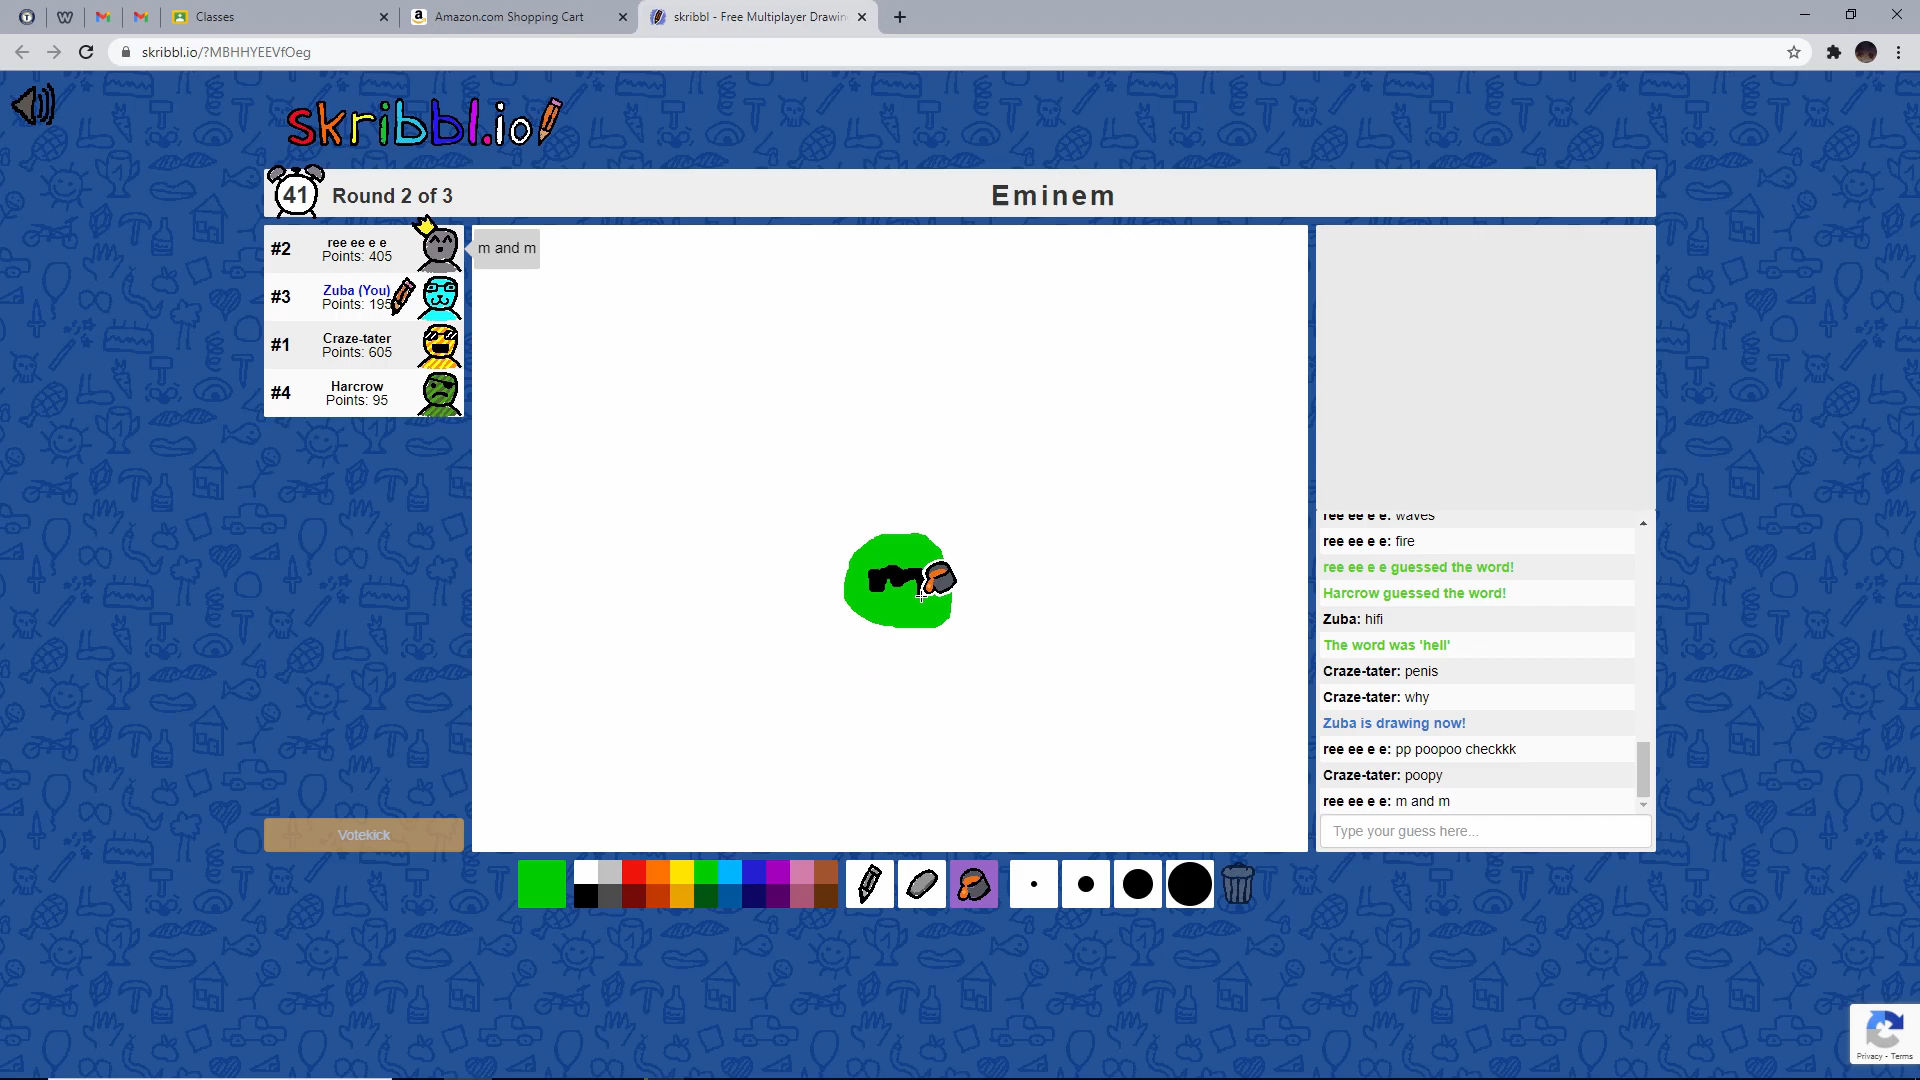 Classes
Amazon.com Shopping Cart
skribbl - Free Multiplayer Drawin
skribbl.io/?MBHHYEEVfOeg
skribbl.io
41
Round 2 of 3
Eminem
#2
ree ee e e
Points: 405
m and m
#3
Zuba (You)
Points: 195
#1
Craze-tater
Points: 605
#4
Harcrow
Points: 95
m
Votekick
ree ee e e: waves
ree ee e e: fire
ree ee e e guessed the word!
Harcrow guessed the word!
Zuba: hifi
The word was 'hell'
Craze-tater: penis
Craze-tater: why
Zuba is drawing now!
ree ee e e: pp poopoo checkkk
Craze-tater: poopy
ree ee e e: m and m
Type your guess here...
Privacy - Terms